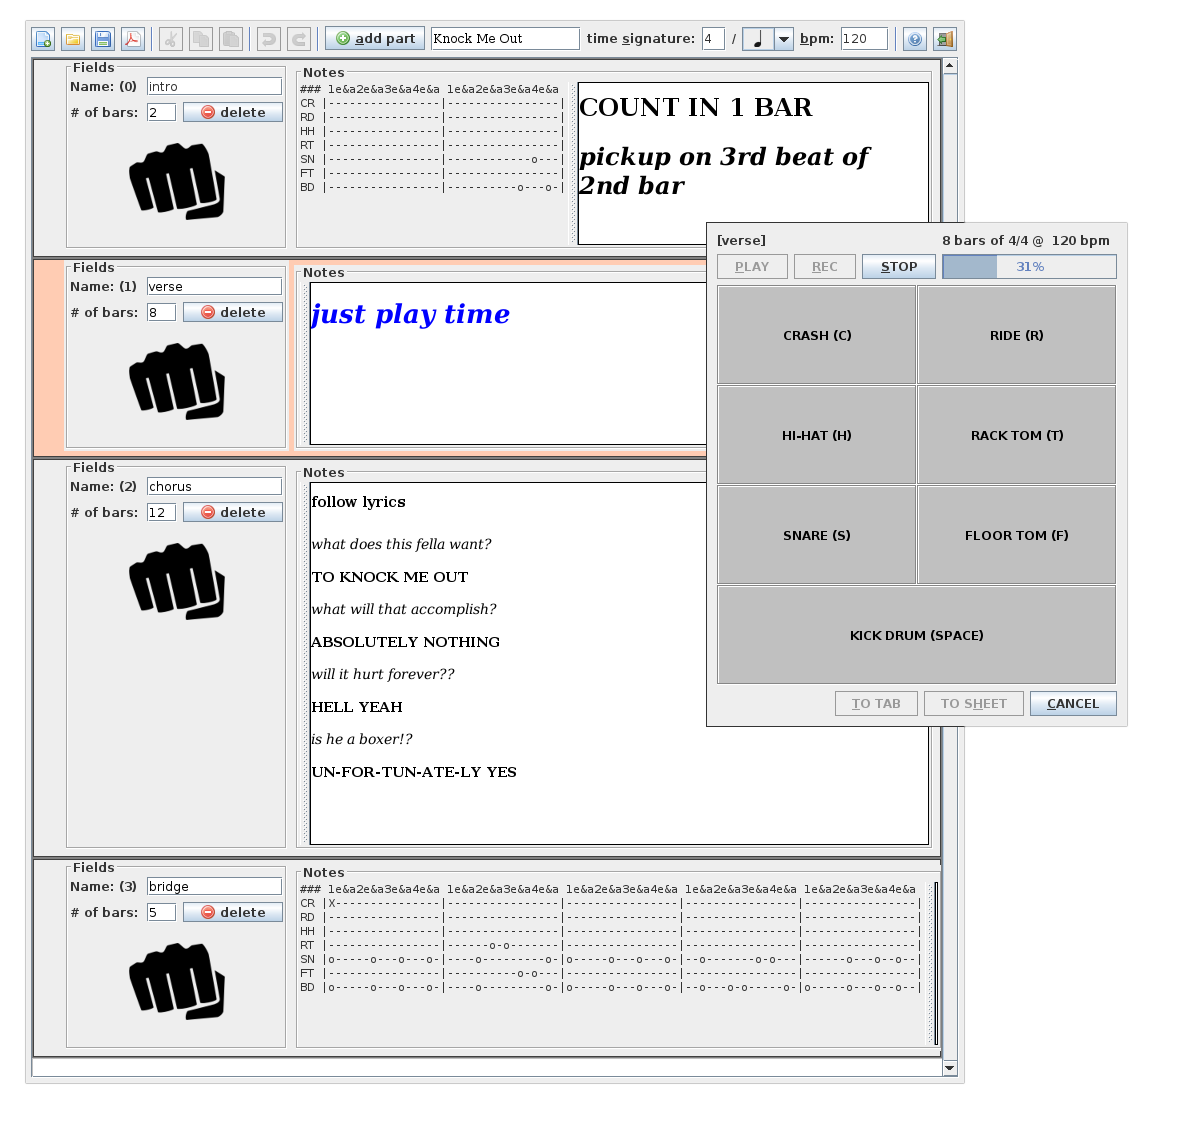 add part Knock Me Out time signature: 4 / ♩ bpm: 120
Fields
Name: (0) intro
# of bars: 2 delete
Notes
### 1e&a2e&a3e&a4e&a 1e&a2e&a3e&a4e&a
CR |----------------|----------------|
RD |----------------|----------------|
HH |----------------|----------------|
RT |----------------|----------------|
SN |----------------|------------o---|
FT |----------------|----------------|
BD |----------------|----------o---o-|
COUNT IN 1 BAR
pickup on 3rd beat of
2nd bar
Fields
Name: (1) verse
# of bars: 8 delete
Notes
just play time
Fields
Name: (2) chorus
# of bars: 12 delete
Notes
follow lyrics
what does this fella want?
TO KNOCK ME OUT
what will that accomplish?
ABSOLUTELY NOTHING
will it hurt forever??
HELL YEAH
is he a boxer!?
UN-FOR-TUN-ATE-LY YES
Fields
Name: (3) bridge
# of bars: 5 delete
Notes
### 1e&a2e&a3e&a4e&a 1e&a2e&a3e&a4e&a 1e&a2e&a3e&a4e&a 1e&a2e&a3e&a4e&a 1e&a2e&a3e&a4e&a
CR |X---------------|----------------|----------------|----------------|----------------|
RD |----------------|----------------|----------------|----------------|----------------|
HH |----------------|----------------|----------------|----------------|----------------|
RT |----------------|------o-o-------|----------------|----------------|----------------|
SN |o-----o---o---o-|----o---------o-|o-----o---o---o-|--o-------o-o---|o-----o---o--o--|
FT |----------------|----------o-o---|----------------|----------------|----------------|
BD |o-----o---o---o-|----o---------o-|o-----o---o---o-|--o---o-o-----o-|o-----o---o--o--|
[verse] 8 bars of 4/4 @ 120 bpm
PLAY REC STOP 31%
CRASH (C) RIDE (R)
HI-HAT (H) RACK TOM (T)
SNARE (S) FLOOR TOM (F)
KICK DRUM (SPACE)
TO TAB TO SHEET CANCEL